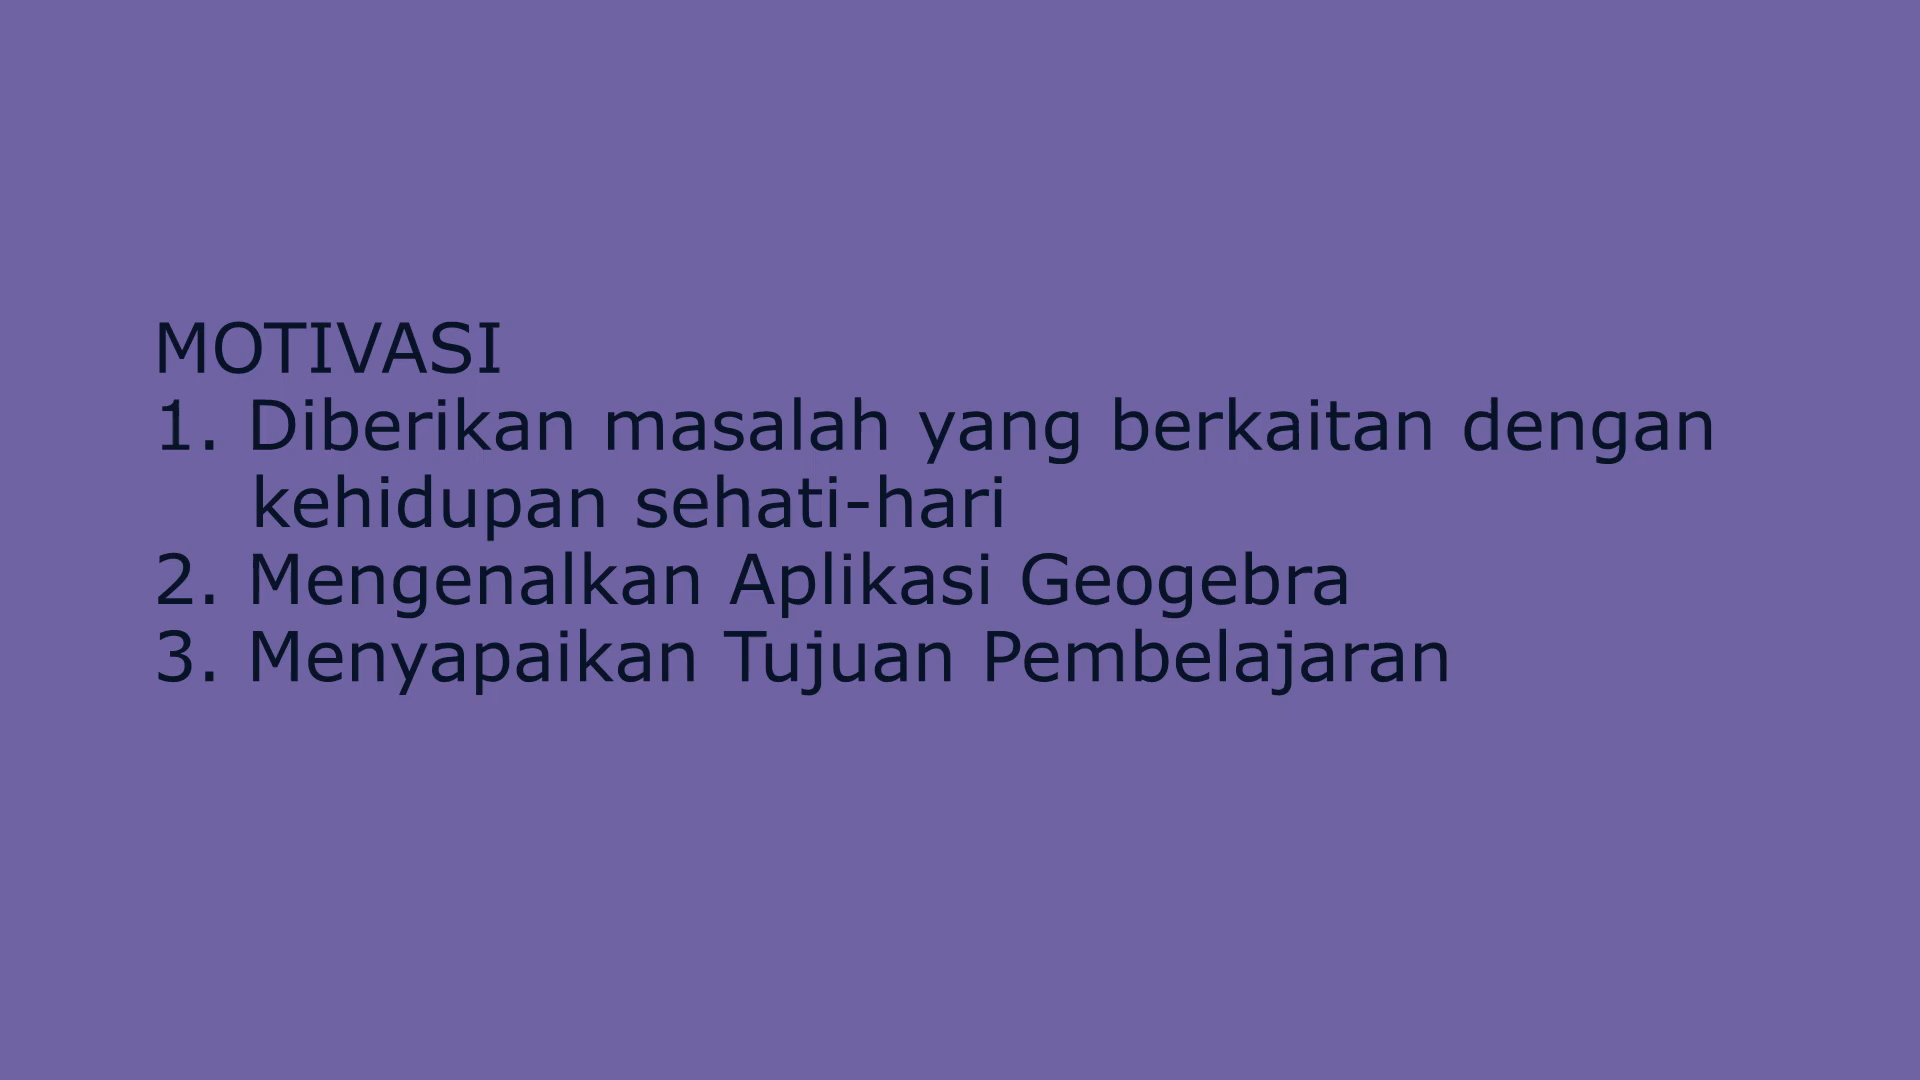 MOTIVASI
1. Diberikan masalah yang berkaitan dengan
kehidupan sehati-hari
2. Mengenalkan Aplikasi Geogebra
3. Menyapaikan Tujuan Pembelajaran